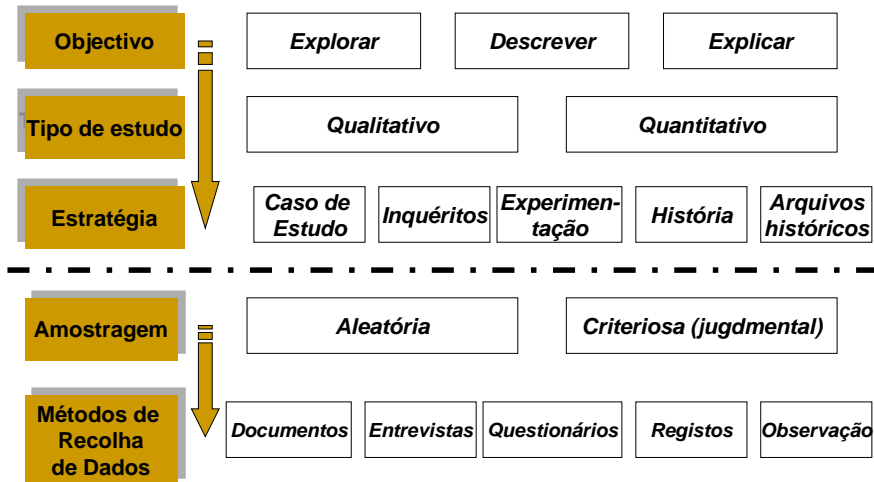 Objectivo
Explorar
Descrever
Explicar
Tipo de estudo
Qualitativo
Quantitativo
Estratégia
Caso de
Estudo
Inquéritos
Experimen-
tação
História
Arquivos
históricos
Amostragem
Aleatória
Criteriosa (jugdmental)
Métodos de
Recolha
de Dados
Documentos
Entrevistas
Questionários
Registos
Observação